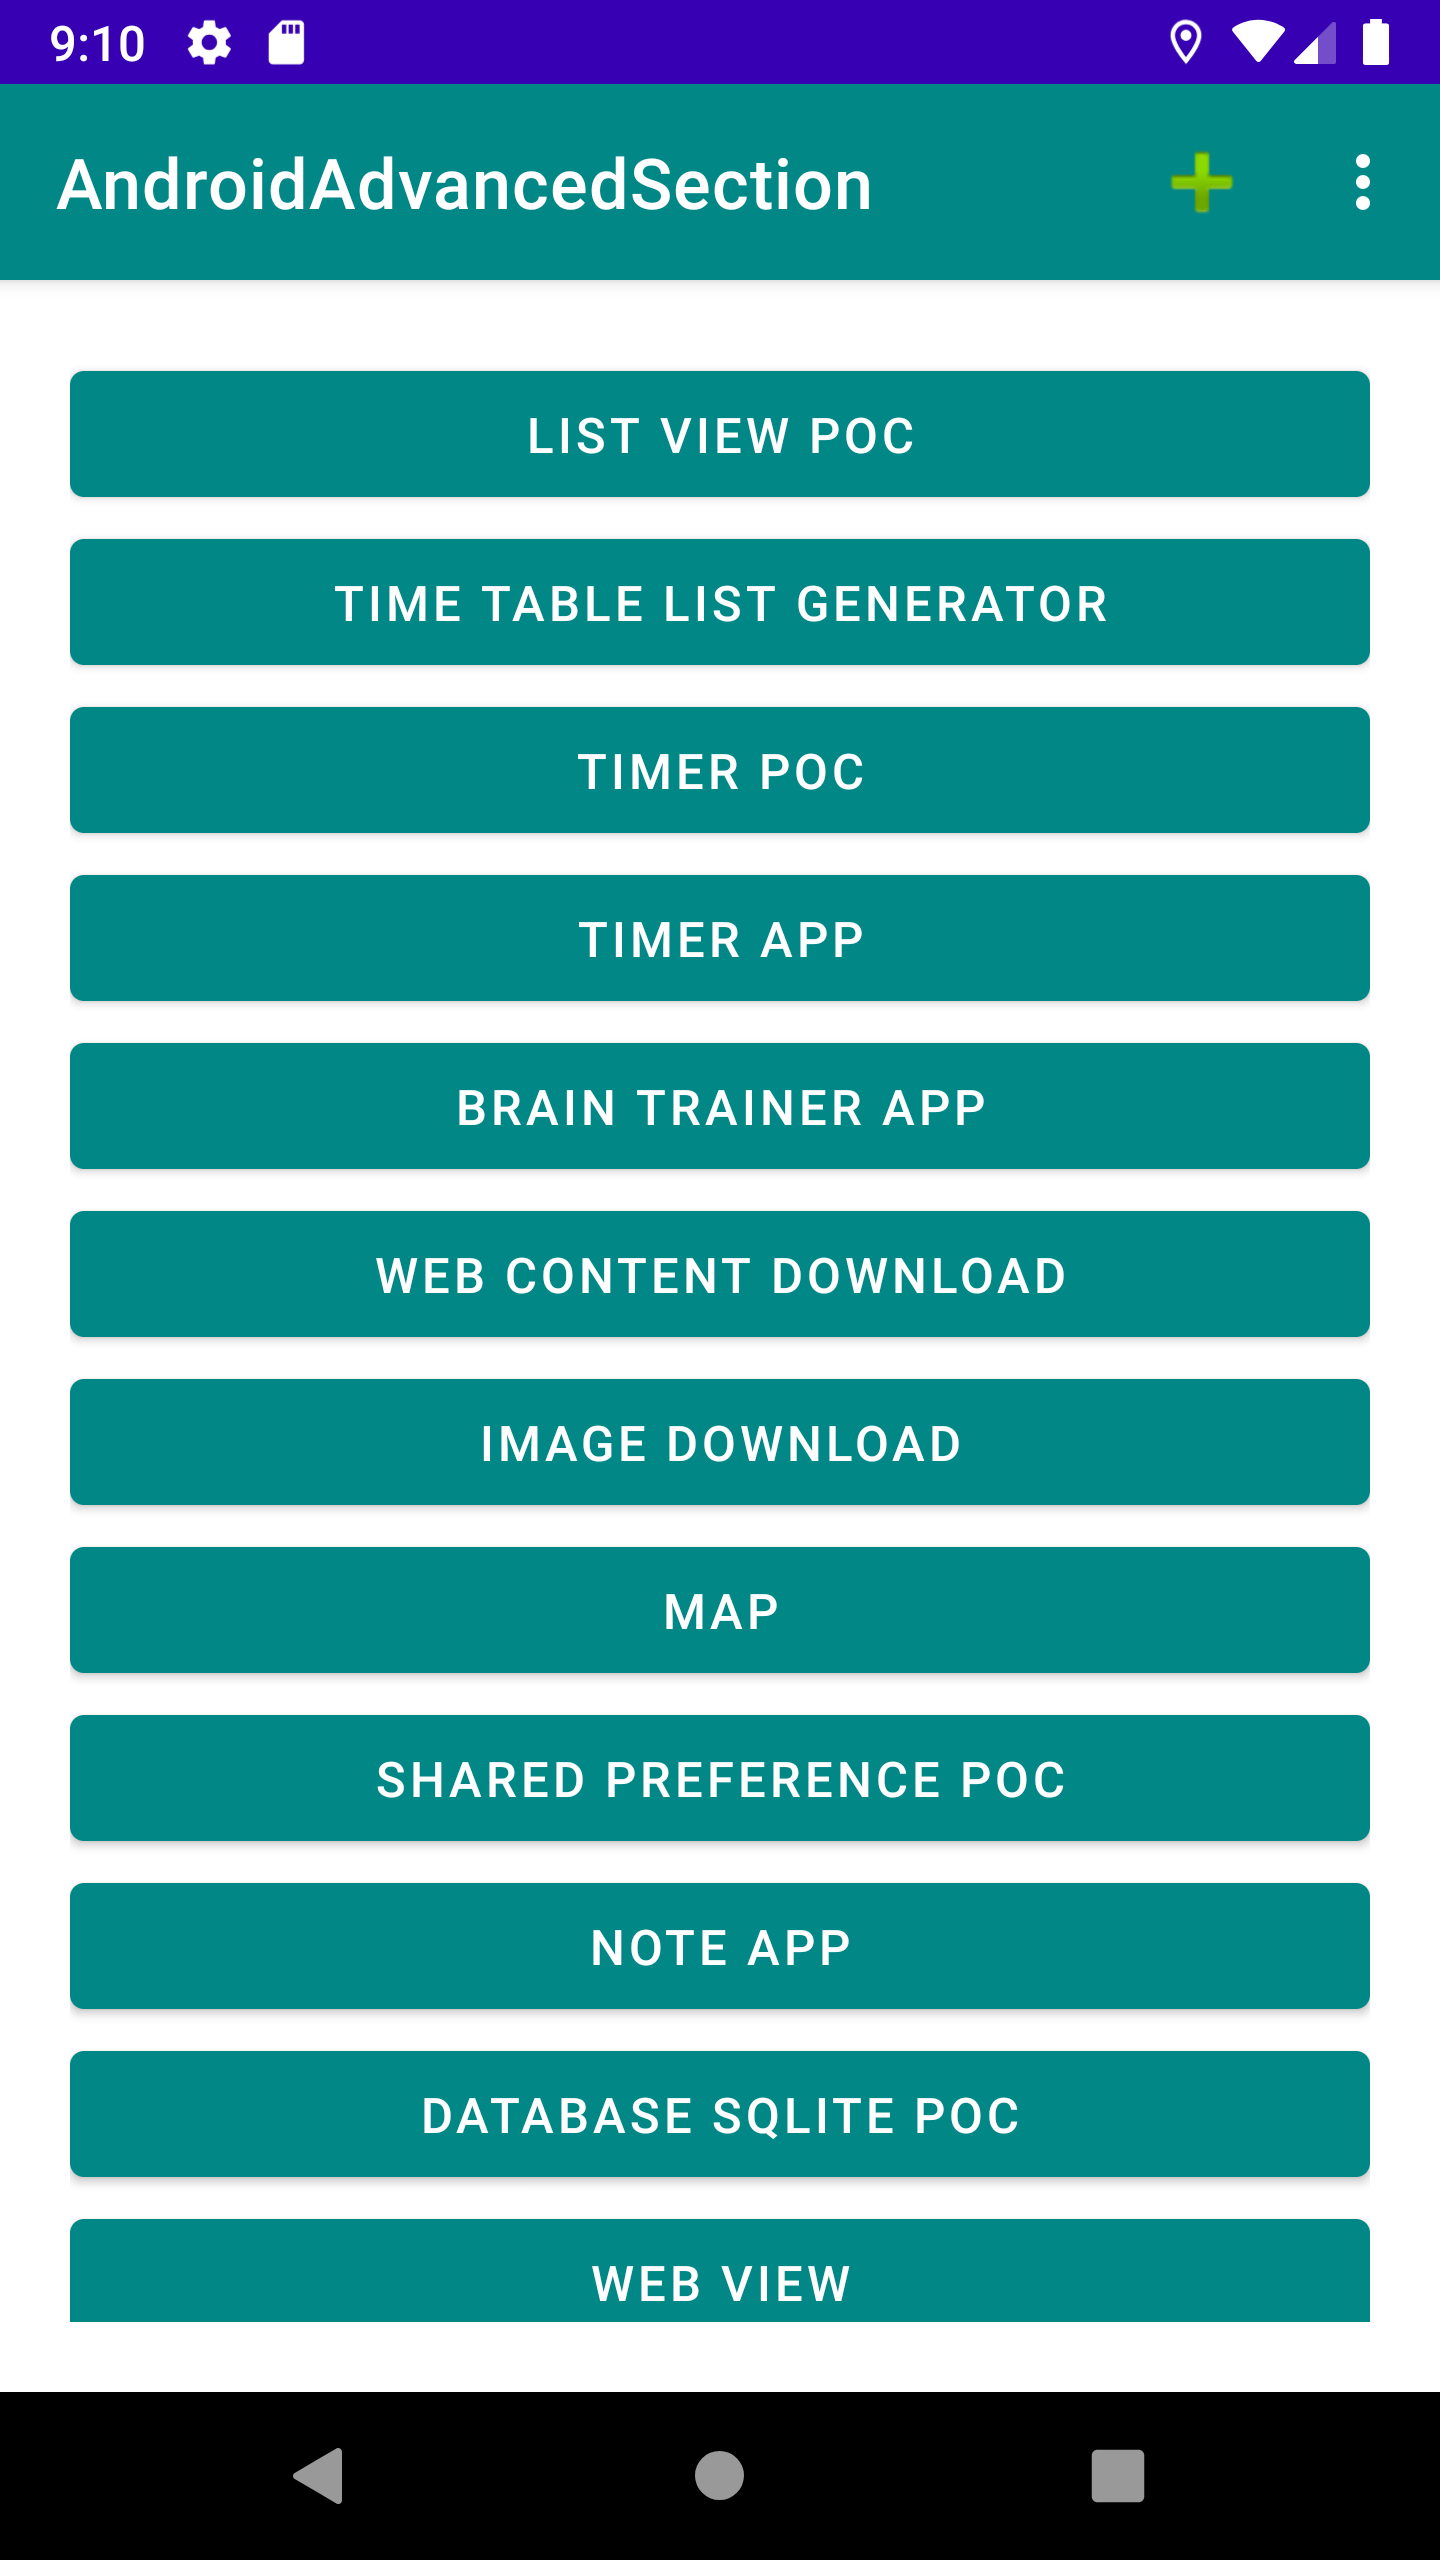 9:10
AndroidAdvancedSection
LIST VIEW POC
TIME TABLE LIST GENERATOR
TIMER POC
TIMER APP
BRAIN TRAINER APP
WEB CONTENT DOWNLOAD
IMAGE DOWNLOAD
MAP
SHARED PREFERENCE POC
NOTE APP
DATABASE SQLITE POC
WEB VIEW